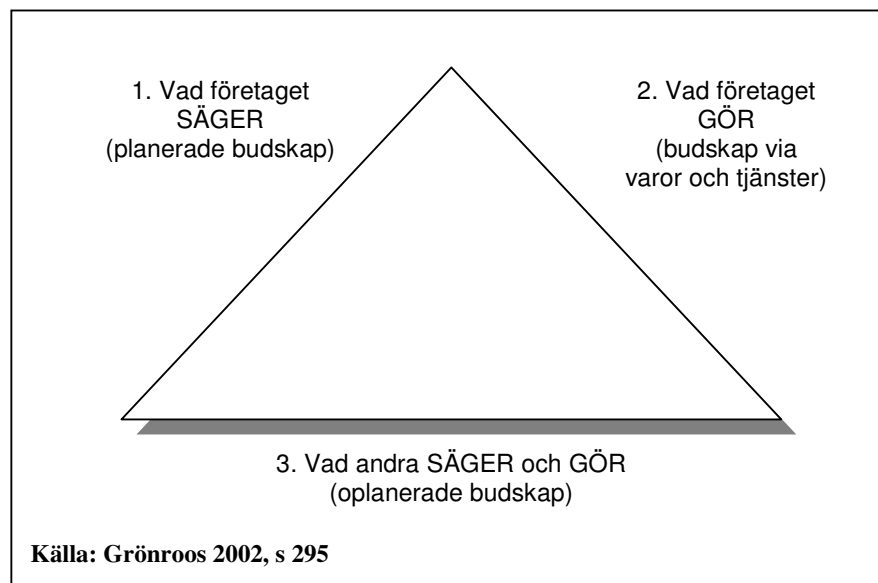 1. Vad företaget
SÄGER
(planerade budskap)
2. Vad företaget
GÖR
(budskap via
varor och tjänster)
3. Vad andra SÄGER och GÖR
(oplanerade budskap)
Källa: Grönroos 2002, s 295